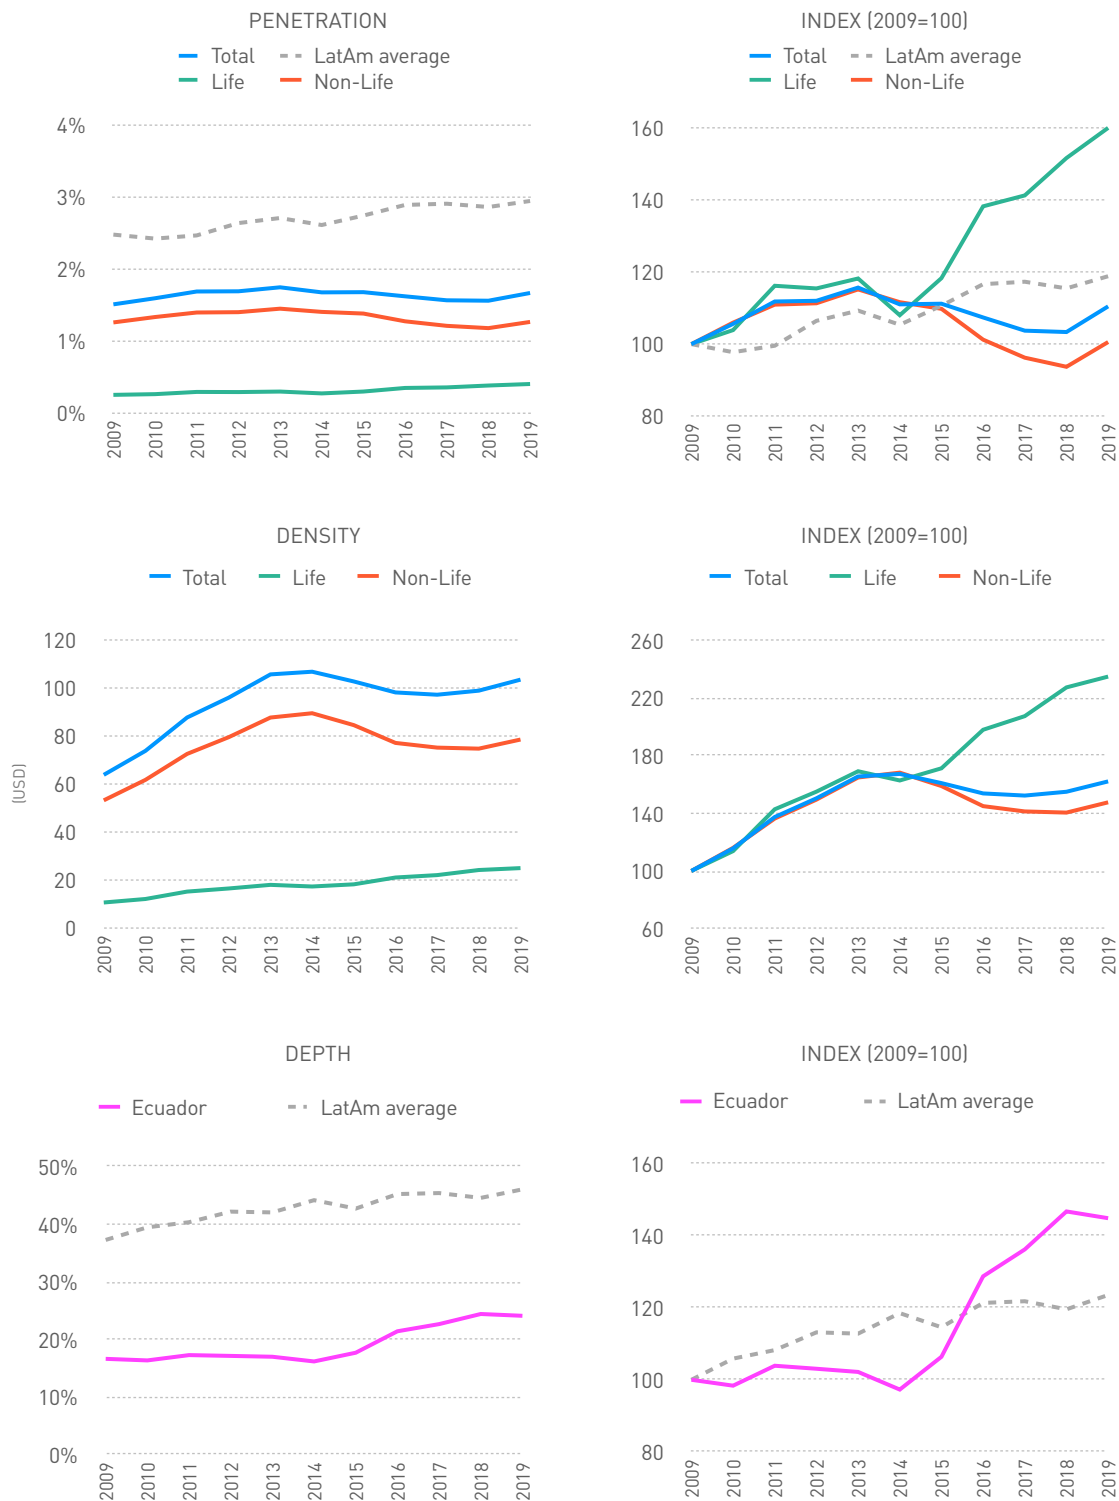 PENETRATION
Total LatAm average
Life Non-Life
4%
3%
2%
1%
0%
2009 2010 2011 2012 2013 2014 2015 2016 2017 2018 2019
INDEX (2009=100)
Total LatAm average
Life Non-Life
160
140
120
100
80
2009 2010 2011 2012 2013 2014 2015 2016 2017 2018 2019
DENSITY
Total Life Non-Life
(USD)
120
100
80
60
40
20
0
2009 2010 2011 2012 2013 2014 2015 2016 2017 2018 2019
INDEX (2009=100)
Total Life Non-Life
260
220
180
140
100
60
2009 2010 2011 2012 2013 2014 2015 2016 2017 2018 2019
DEPTH
Ecuador LatAm average
50%
40%
30%
20%
10%
0%
2009 2010 2011 2012 2013 2014 2015 2016 2017 2018 2019
INDEX (2009=100)
Ecuador LatAm average
160
140
120
100
80
2009 2010 2011 2012 2013 2014 2015 2016 2017 2018 2019